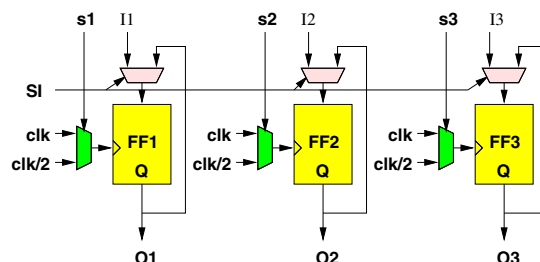 s1 I1 s2 I2 s3 I3
SI
clk FF1 clk FF2 clk FF3
clk/2 Q clk/2 Q clk/2 Q
O1 O2 O3